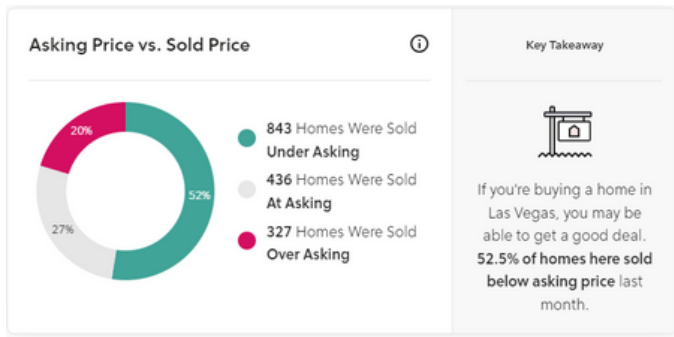 Asking Price vs. Sold Price
20%
52%
27%
843 Homes Were Sold
Under Asking
436 Homes Were Sold
At Asking
327 Homes Were Sold
Over Asking
Key Takeaway
If you're buying a home in
Las Vegas, you may be
able to get a good deal.
52.5% of homes here sold
below asking price last
month.